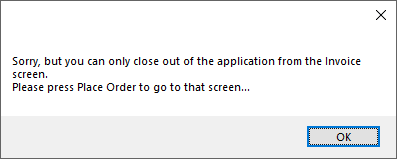 Sorry, but you can only close out of the application from the Invoice
screen.
Please press Place Order to go to that screen...
OK